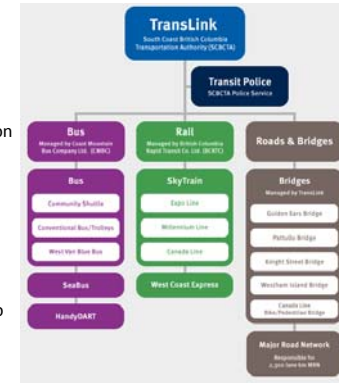 TransLink
South Coast British Columbia
Transportation Authority (SCBCTA)
Transit Police
SCBCTA Police Service
on
Bus
Managed by Coast Mountain
Bus Company Ltd. (CMBC)
Rail
Managed by British Columbia
Rapid Transit Co. Ltd. (BCRTC)
Roads & Bridges
Bus
Community Shuttle
Conventional Bus/Trolleys
West Van Blue Bus
SkyTrain
Expo Line
Millennium Line
Canada Line
Bridges
Managed by TransLink
Golden Ears Bridge
Pattullo Bridge
Knight Street Bridge
Westham Island Bridge
Canada Line
Bike/Pedestrian Bridge
SeaBus
West Coast Express
HandyDART
Major Road Network
Responsible for